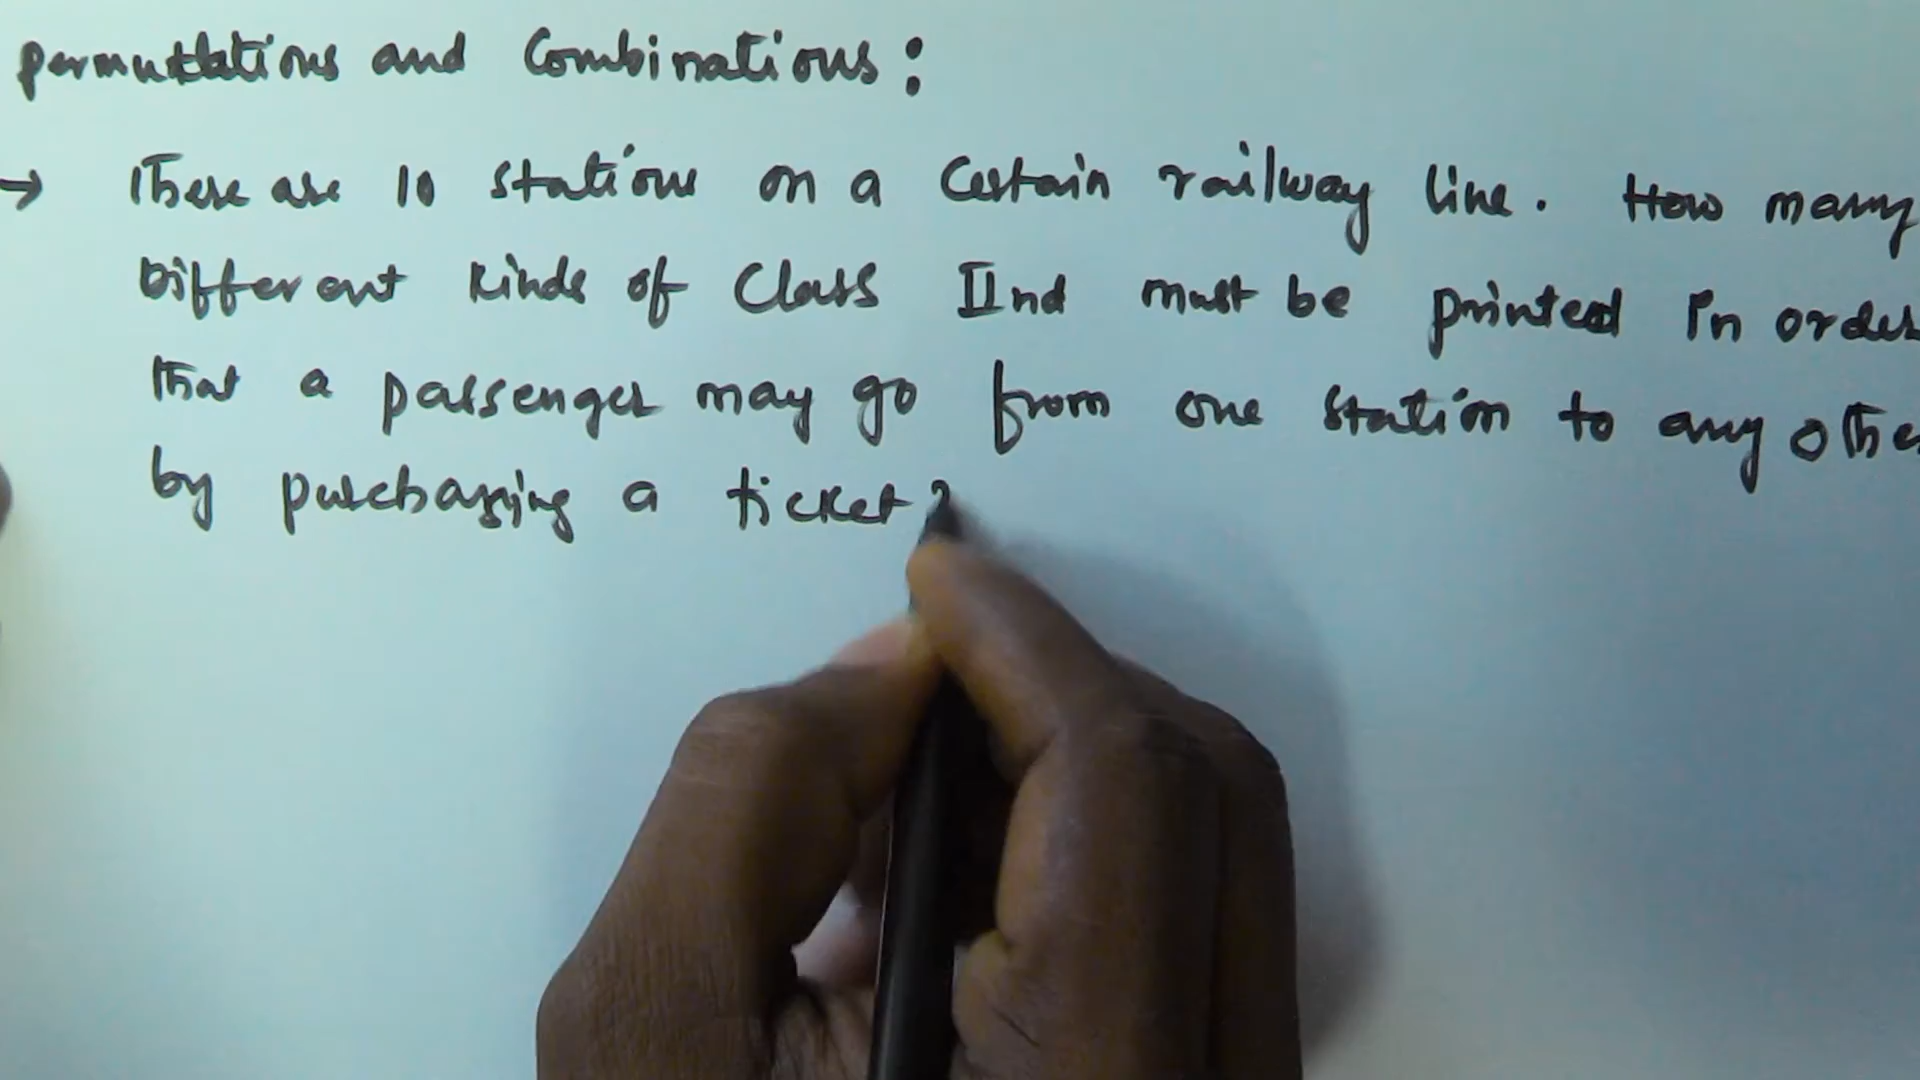 Permutations and Combinations:
→ There are 10 stations on a certain railway line. How many
Different kinds of class IInd must be printed in order
that a passenger may go from one station to any other
by purchasing a ticket?